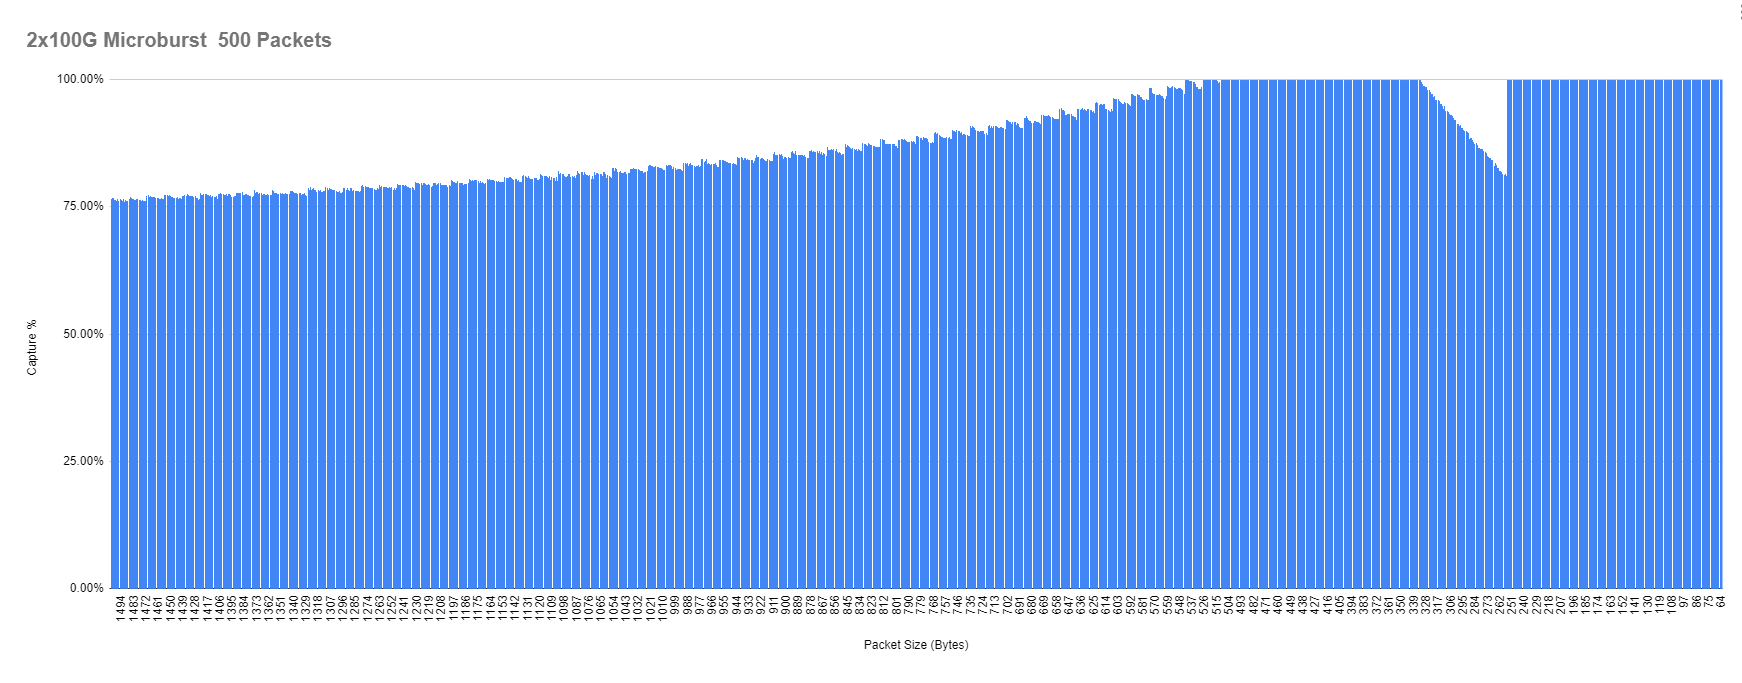 2x100G Microburst  500 Packets
100.00%
75.00%
50.00%
25.00%
0.00%
Capture %
1494 1483 1472 1461 1450 1439 1428 1417 1406 1395 1384 1373 1362 1351 1340 1329 1318 1307 1296 1285 1274 1263 1252 1241 1230 1219 1208 1197 1186 1175 1164 1153 1142 1131 1120 1109 1098 1087 1076 1065 1054 1043 1032 1021 1010 999 988 977 966 955 944 933 922 911 900 889 878 867 856 845 834 823 812 801 790 779 768 757 746 735 724 713 702 691 680 669 658 647 636 625 614 603 592 581 570 559 548 537 526 515 504 493 482 471 460 449 438 427 416 405 394 383 372 361 350 339 328 317 306 295 284 273 262 251 240 229 218 207 196 185 174 163 152 141 130 119 108 97 86 75 64
Packet Size (Bytes)